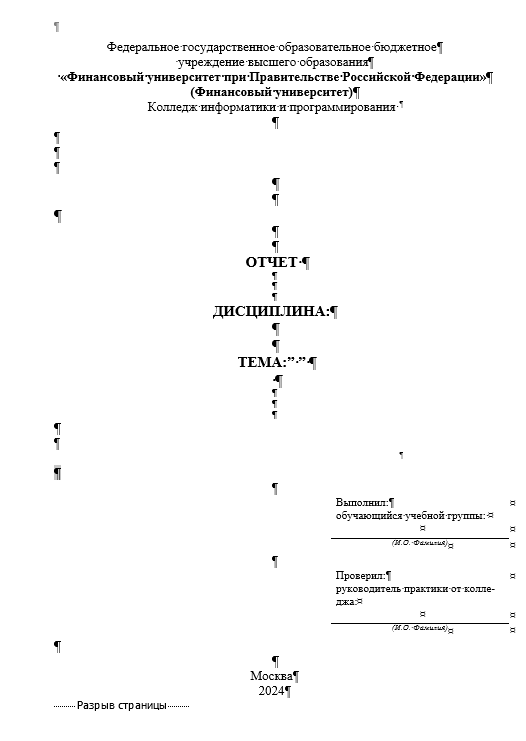 Федеральное государственное образовательное бюджетное
учреждение высшего образования
«Финансовый университет при Правительстве Российской Федерации»
(Финансовый университет)
Колледж информатики и программирования
ОТЧЕТ
ДИСЦИПЛИНА:
ТЕМА:” ”
Выполнил:
обучающийся учебной группы:
(И.О. Фамилия)
Проверил:
руководитель практики от колле-
джа:
(И.О. Фамилия)
Москва
2024
Разрыв страницы